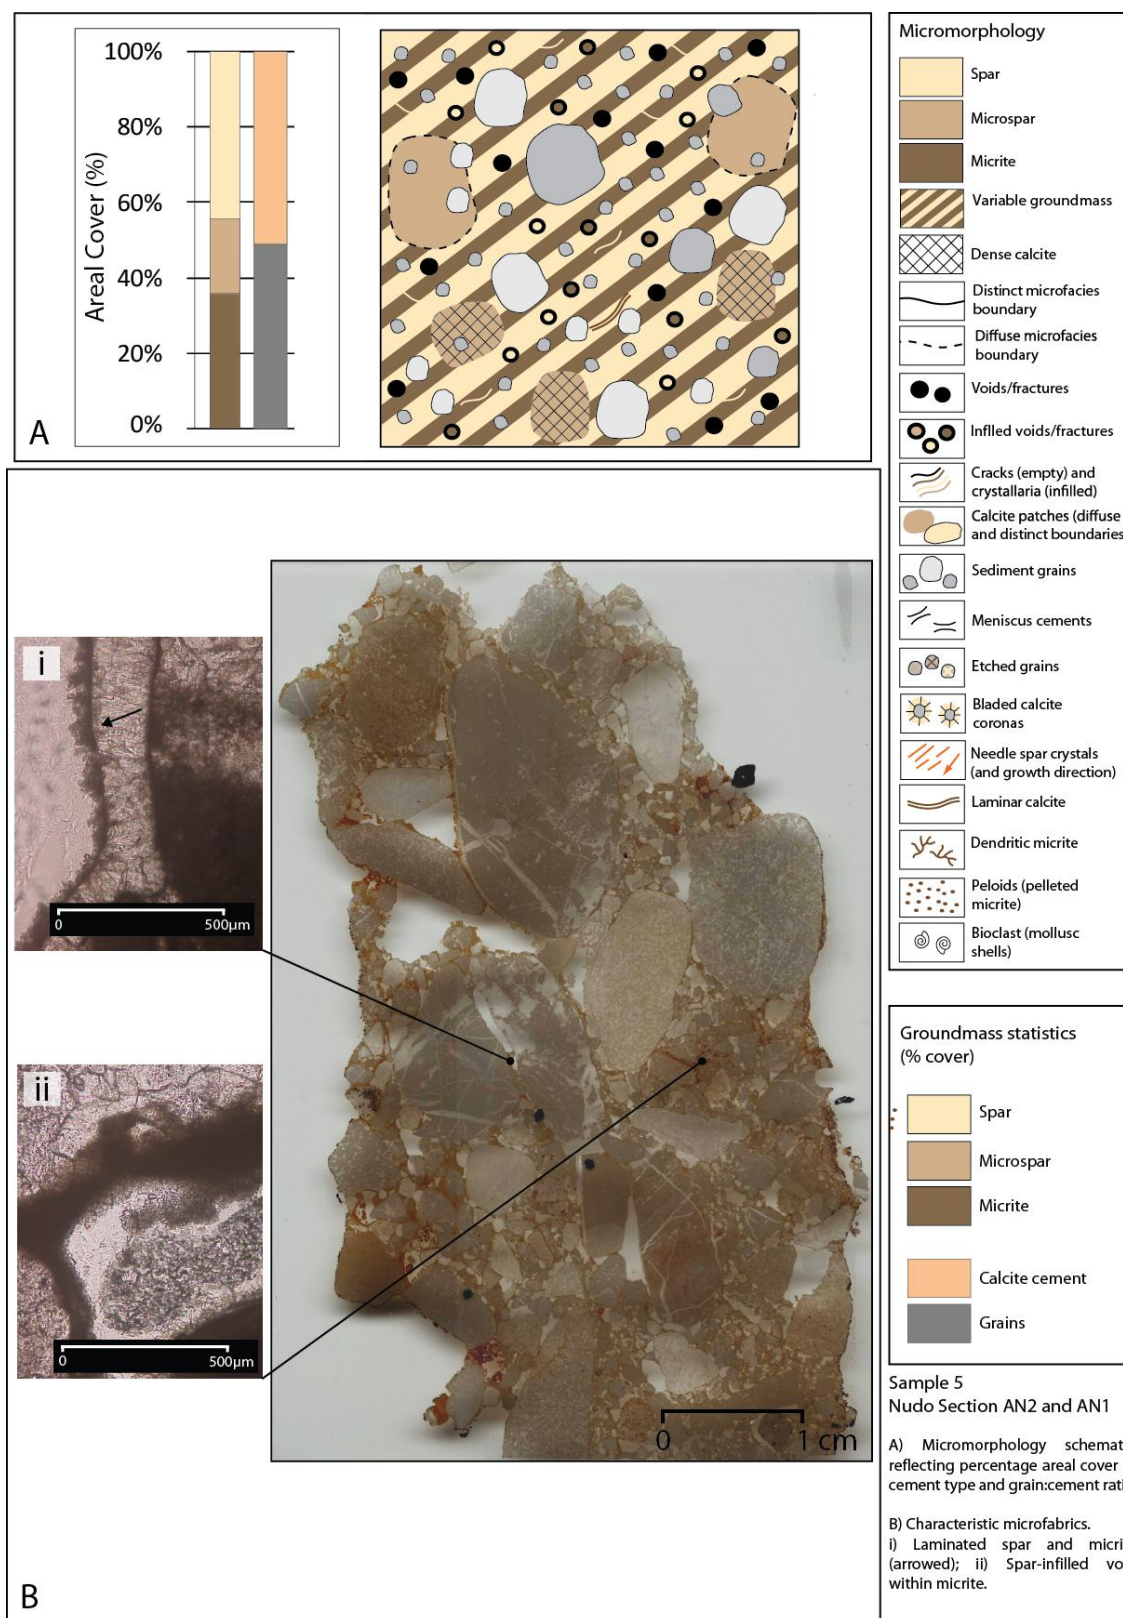 100%
80%
60%
40%
20%
0%
Areal Cover (%)
A
Micromorphology
Spar
Microspar
Micrite
Variable groundmass
Dense calcite
Distinct microfacies
boundary
Diffuse microfacies
boundary
Voids/fractures
Inflled voids/fractures
Cracks (empty) and
crystallaria (infilled)
Calcite patches (diffuse
and distinct boundaries
Sediment grains
Meniscus cements
Etched grains
Bladed calcite
coronas
Needle spar crystals
(and growth direction)
Laminar calcite
Dendritic micrite
Peloids (pelleted
micrite)
Bioclast (mollusc
shells)
i
0 500µm
ii
0 500µm
0 1 cm
B
Groundmass statistics
(% cover)
Spar
Microspar
Micrite
Calcite cement
Grains
Sample 5
Nudo Section AN2 and AN1
A) Micromorphology schemat
reflecting percentage areal cover
cement type and grain:cement rati
B) Characteristic microfabrics.
i) Laminated spar and micri
(arrowed); ii) Spar-infilled vo
within micrite.